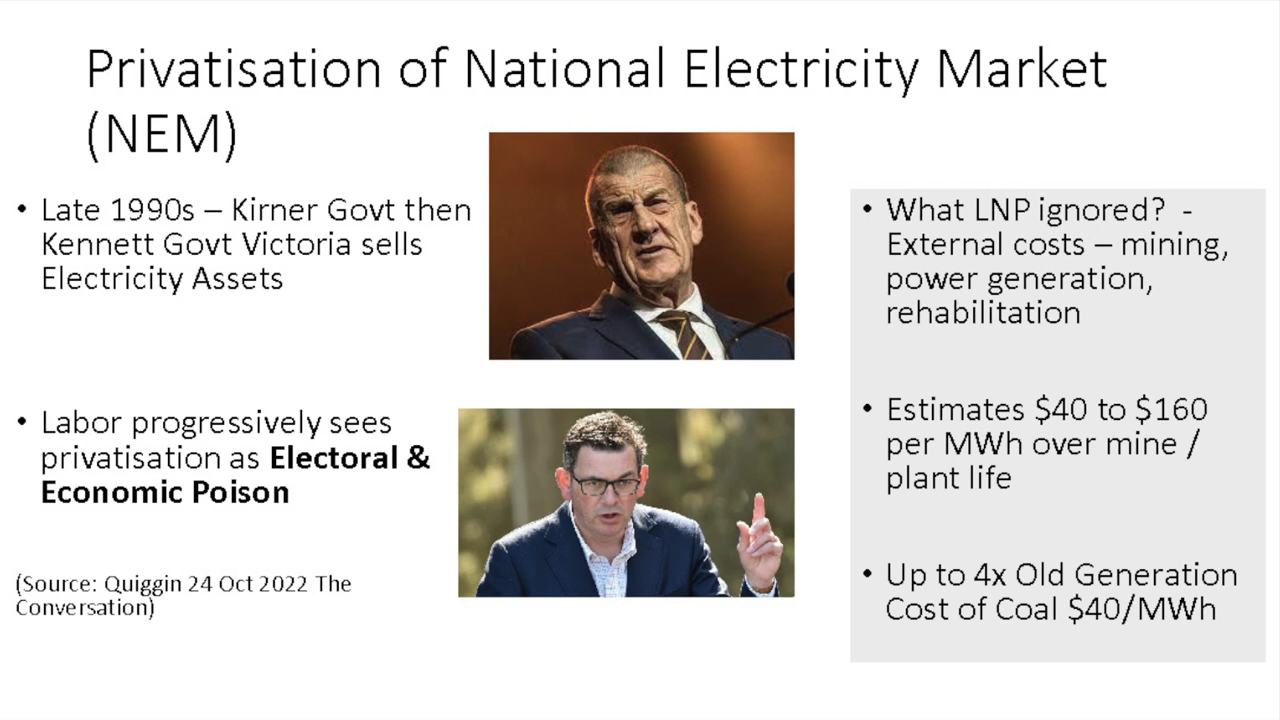 Privatisation of National Electricity Market
(NEM)
• Late 1990s – Kirner Govt then
Kennett Govt Victoria sells
Electricity Assets
• Labor progressively sees
privatisation as Electoral &
Economic Poison
(Source: Quiggin 24 Oct 2022 The
Conversation)
• What LNP ignored? -
External costs – mining,
power generation,
rehabilitation
• Estimates $40 to $160
per MWh over mine /
plant life
• Up to 4x Old Generation
Cost of Coal $40/MWh